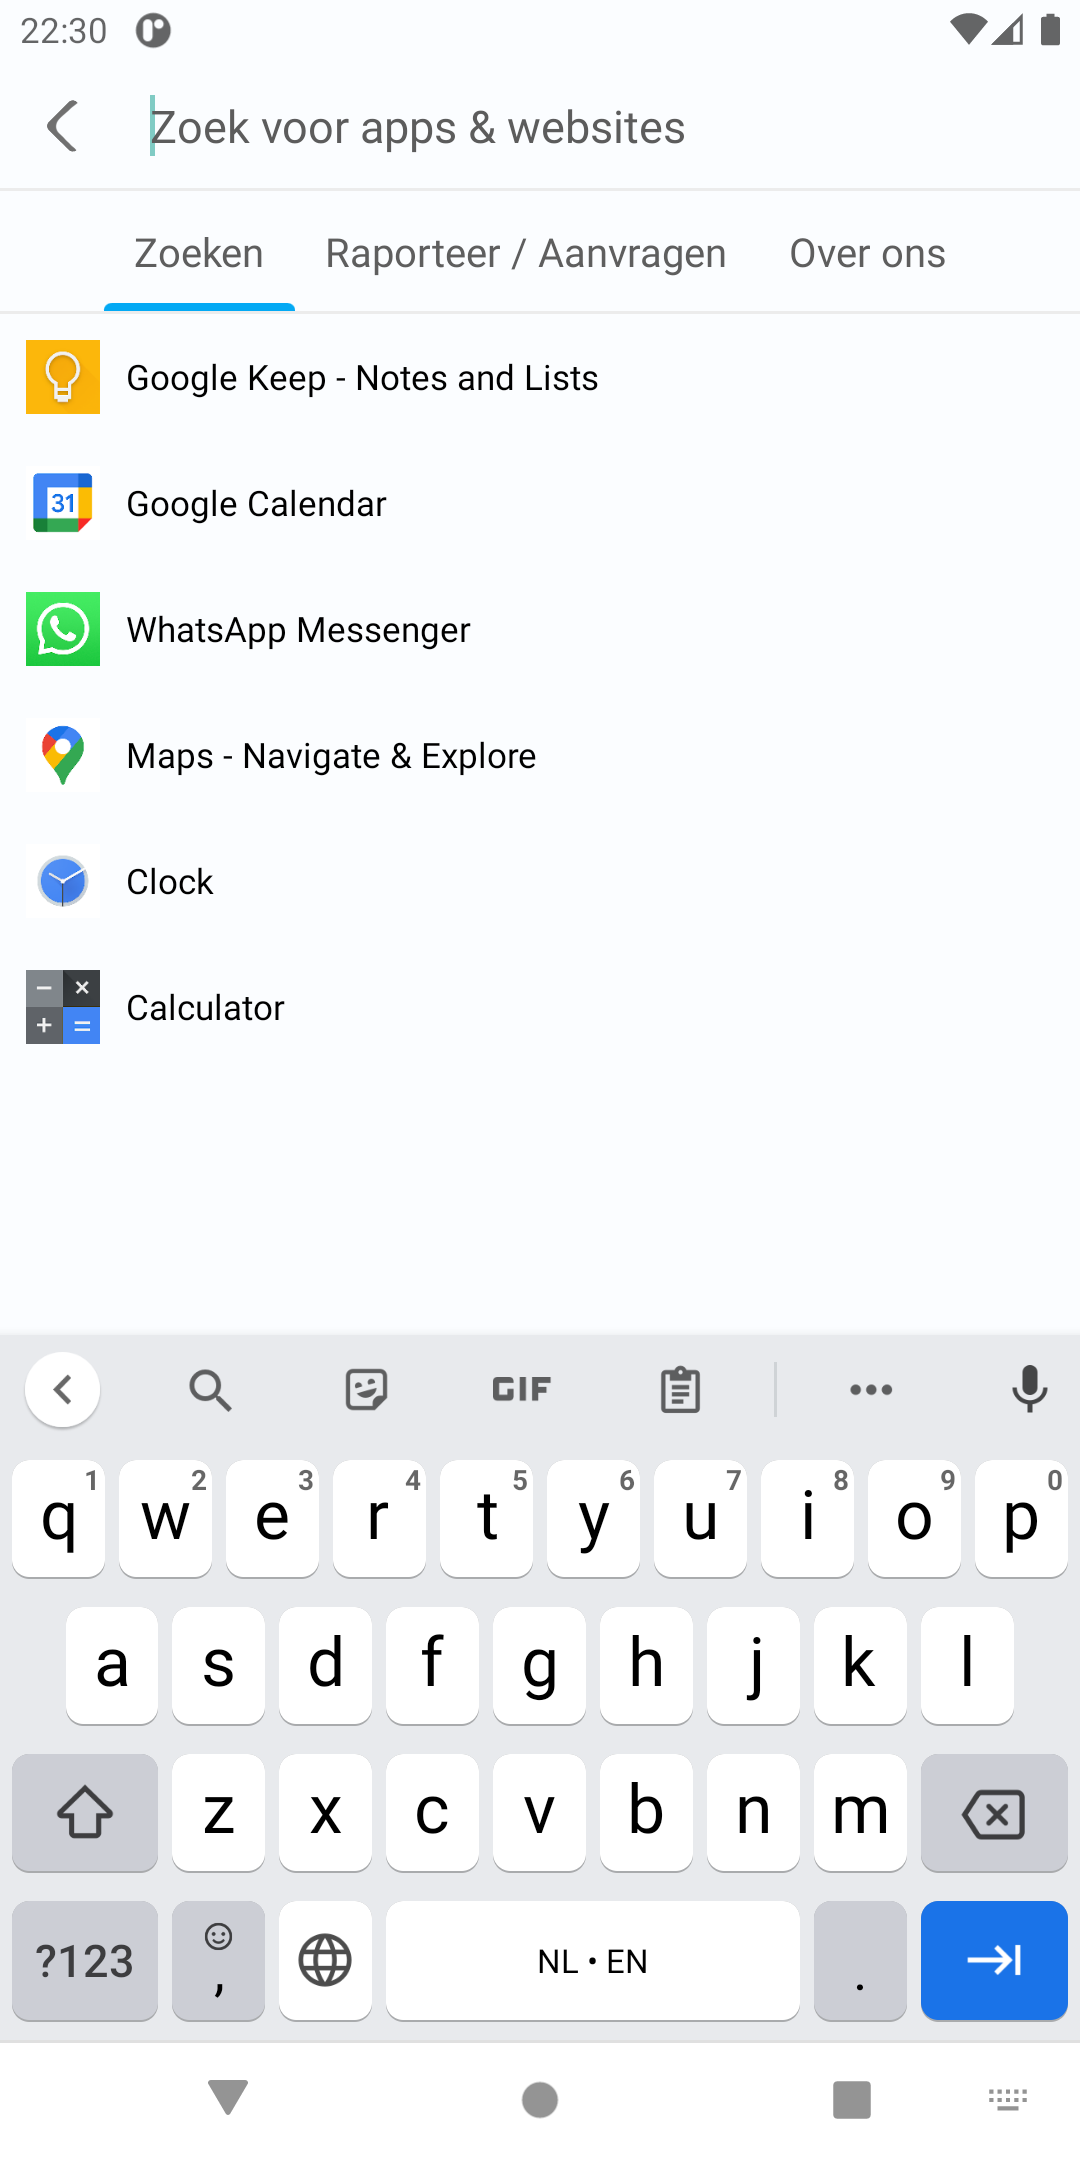 22:30
Zoek voor apps & websites
Zoeken Raporteer / Aanvragen Over ons
Google Keep - Notes and Lists
31 Google Calendar
WhatsApp Messenger
Maps - Navigate & Explore
Clock
− × + = Calculator
GIF
q 1 w 2 e 3 r 4 t 5 y 6 u 7 i 8 o 9 p 0
a s d f g h j k l
z x c v b n m
?123 , NL • EN .